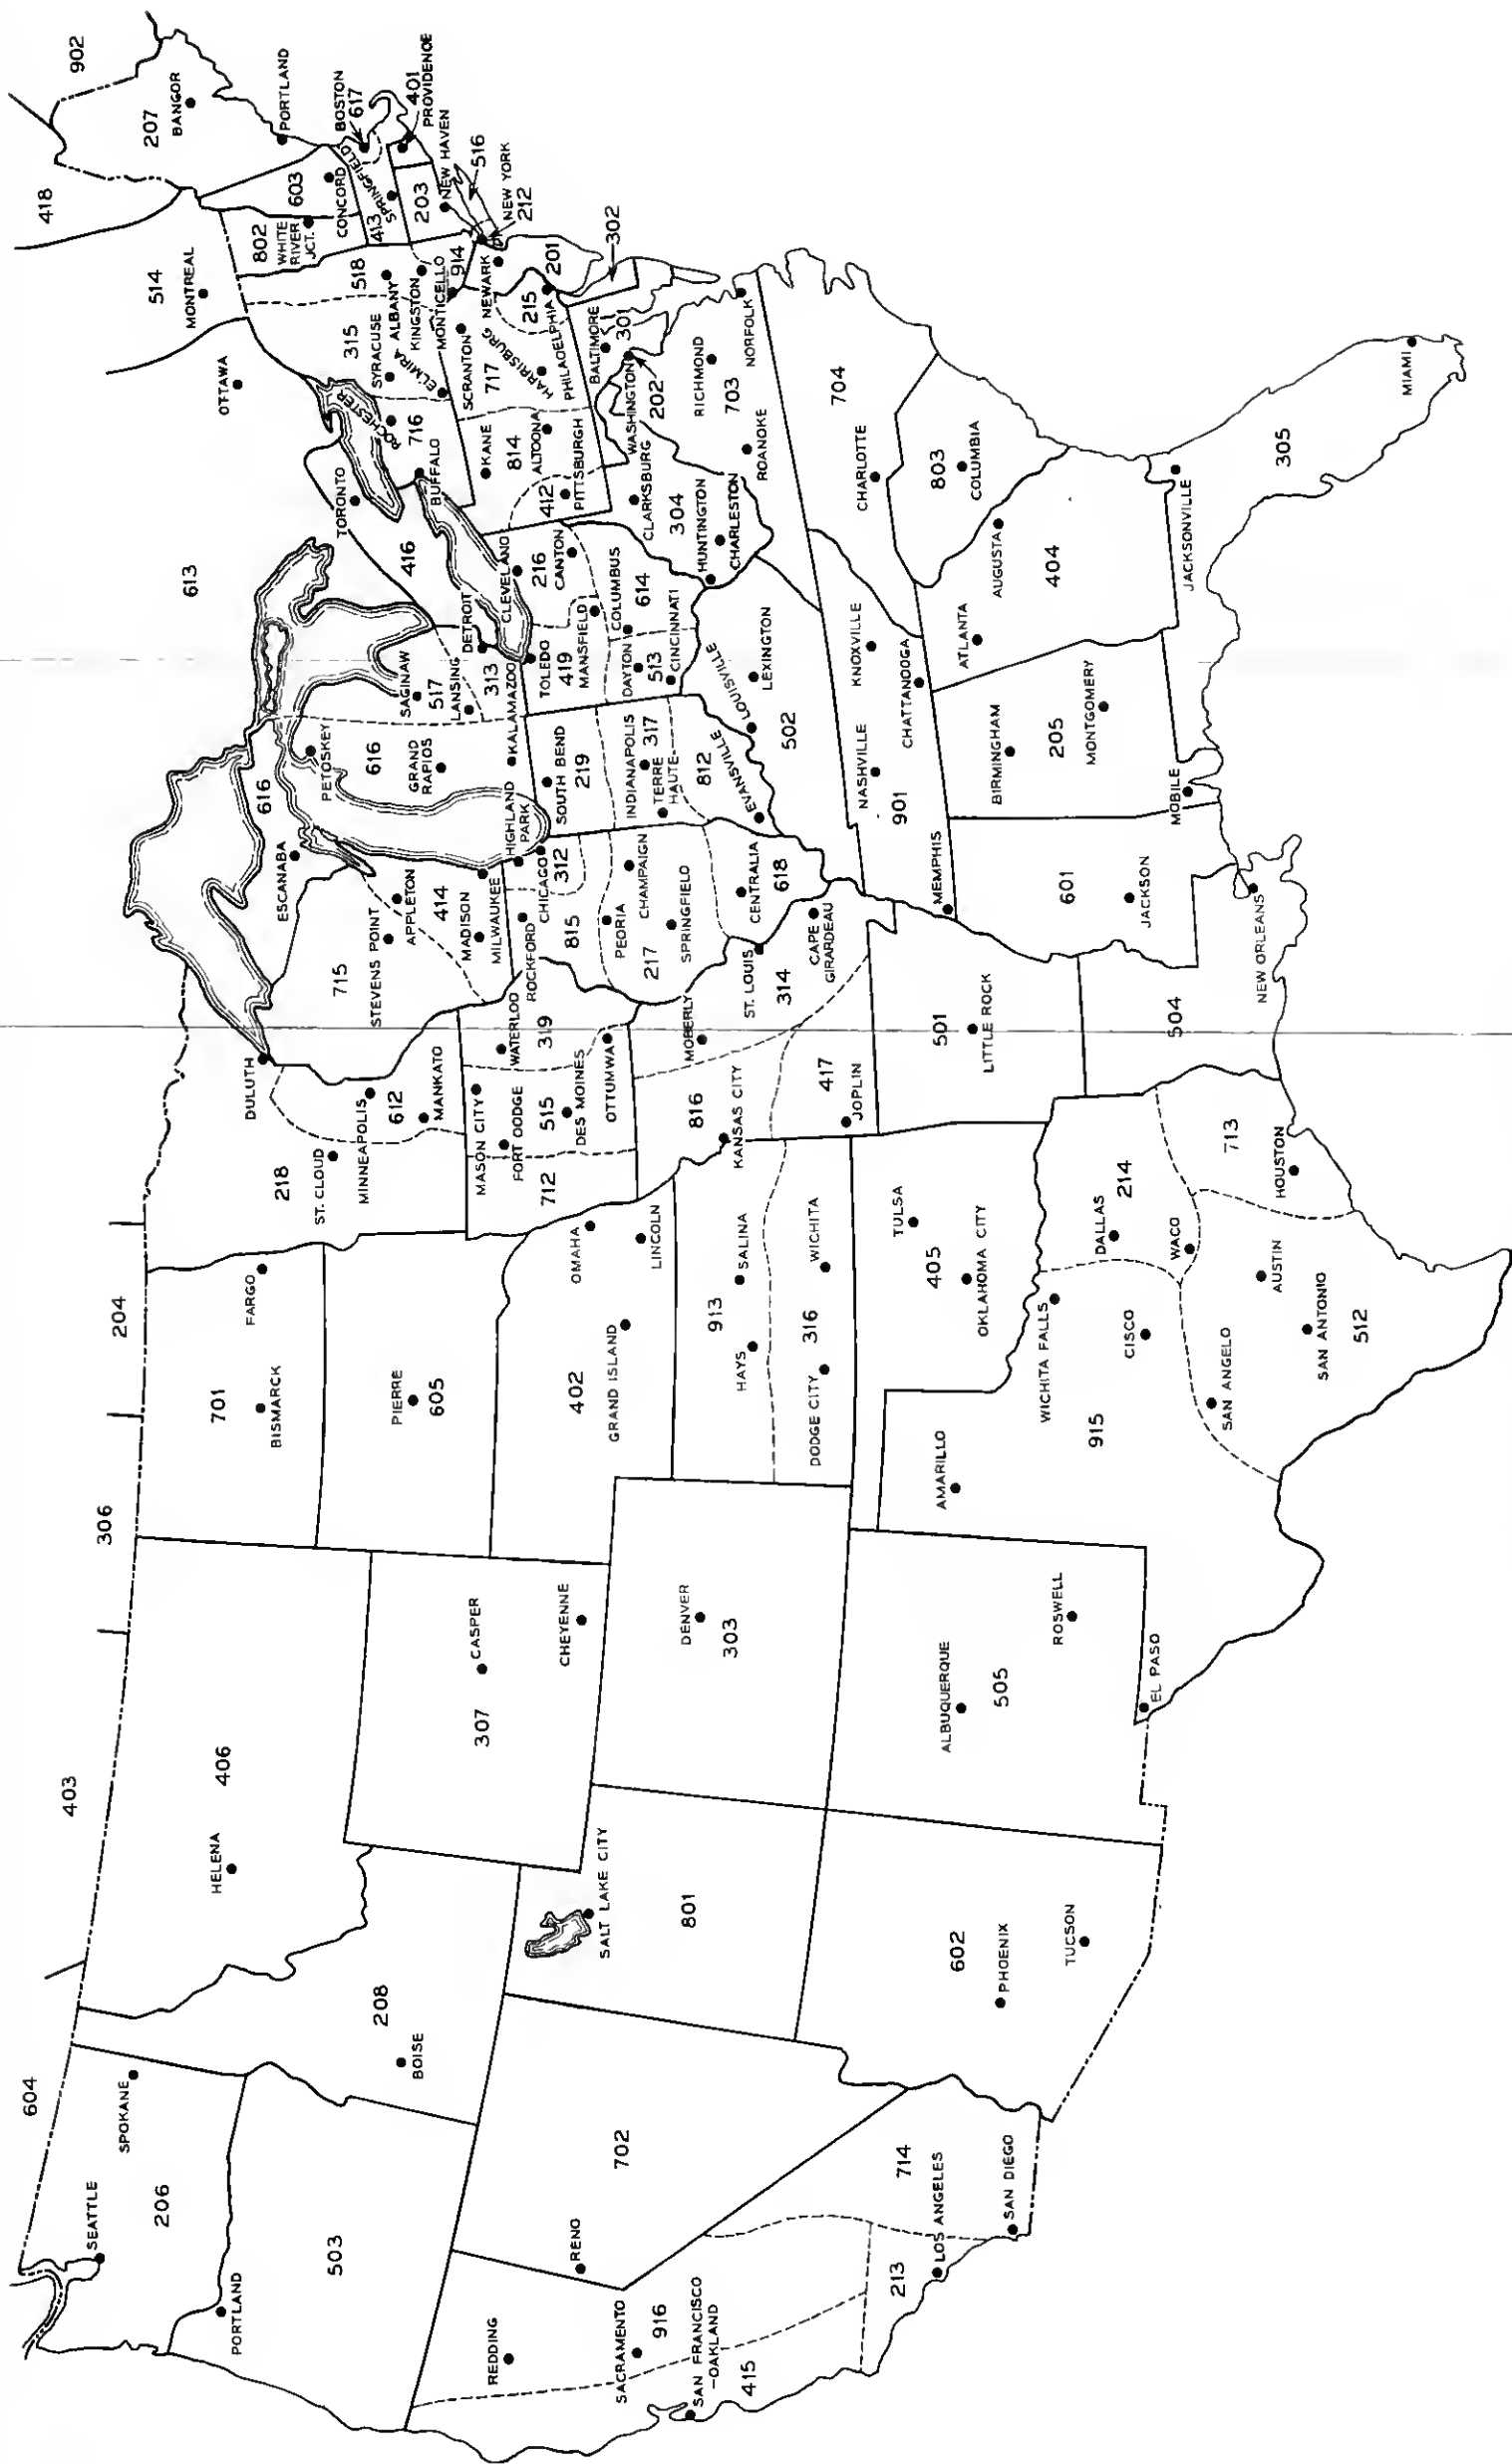 604
403
306
204
613
514
MONTREAL
418
902
OTTAWA
TORONTO
416
SEATTLE
SPOKANE
206
PORTLAND
503
HELENA
406
208
BOISE
307
CASPER
CHEYENNE
701
BISMARCK
FARGO
PIERRE
605
402
OMAHA
LINCOLN
GRAND ISLAND
218
DULUTH
ST. CLOUD
MINNEAPOLIS
612
MANKATO
715
STEVENS POINT
APPLETON
414
MADISON
MILWAUKEE
ESCANABA
616
PETOSKEY
616
GRAND
RAPIDS
KALAMAZOO
SAGINAW
517
LANSING
DETROIT
313
MASON CITY
FORT DODGE
712
515
DES MOINES
OTTUMWA
WATERLOO
319
ROCKFORD
815
HIGHLAND
PARK
CHICAGO
312
PEORIA
CHAMPAIGN
217
SPRINGFIELD
CENTRALIA
618
SOUTH BEND
219
INDIANAPOLIS
317
TERRE
HAUTE
812
EVANSVILLE
TOLEDO
419
MANSFIELD
CLEVELAND
216
CANTON
COLUMBUS
614
DAYTON
513
CINCINNATI
315
SYRACUSE
ROCHESTER
716
BUFFALO
ELMIRA
518
ALBANY
KINGSTON
MONTICELLO
914
NEW YORK
212
516
802
WHITE
RIVER
JCT.
603
CONCORD
207
BANGOR
PORTLAND
BOSTON
617
413
SPRINGFIELD
401
PROVIDENCE
203
NEW HAVEN
NEWARK
201
SCRANTON
717
HARRISBURG
215
PHILADELPHIA
KANE
814
ALTOONA
412
PITTSBURGH
302
BALTIMORE
301
WASHINGTON
202
CLARKSBURG
304
HUNTINGTON
CHARLESTON
RICHMOND
703
NORFOLK
ROANOKE
704
CHARLOTTE
803
COLUMBIA
AUGUSTA
ATLANTA
404
JACKSONVILLE
305
MIAMI
LOUISVILLE
LEXINGTON
502
KNOXVILLE
NASHVILLE
CHATTANOOGA
901
MEMPHIS
BIRMINGHAM
205
MONTGOMERY
MOBILE
601
JACKSON
NEW ORLEANS
504
501
LITTLE ROCK
MOBERLY
ST. LOUIS
314
CAPE
GIRARDEAU
816
KANSAS CITY
417
JOPLIN
913
SALINA
HAYS
316
WICHITA
DODGE CITY
TULSA
405
OKLAHOMA CITY
AMARILLO
WICHITA FALLS
CISCO
915
DALLAS
214
WACO
713
HOUSTON
AUSTIN
SAN ANTONIO
512
SAN ANGELO
EL PASO
DENVER
303
ALBUQUERQUE
505
ROSWELL
SALT LAKE CITY
801
602
PHOENIX
TUCSON
702
RENO
REDDING
SACRAMENTO
916
SAN FRANCISCO
-OAKLAND
415
213
714
LOS ANGELES
SAN DIEGO